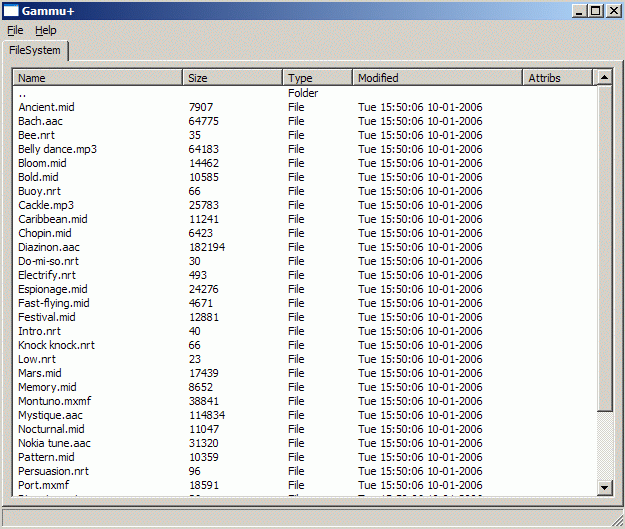 Gammu+
File Help
FileSystem
Name Size Type Modified Attribs
.. Folder
Ancient.mid 7907 File Tue 15:50:06 10-01-2006
Bach.aac 64775 File Tue 15:50:06 10-01-2006
Bee.nrt 35 File Tue 15:50:06 10-01-2006
Belly dance.mp3 64183 File Tue 15:50:06 10-01-2006
Bloom.mid 14462 File Tue 15:50:06 10-01-2006
Bold.mid 10585 File Tue 15:50:06 10-01-2006
Buoy.nrt 66 File Tue 15:50:06 10-01-2006
Cackle.mp3 25783 File Tue 15:50:06 10-01-2006
Caribbean.mid 11241 File Tue 15:50:06 10-01-2006
Chopin.mid 6423 File Tue 15:50:06 10-01-2006
Diazinon.aac 182194 File Tue 15:50:06 10-01-2006
Do-mi-so.nrt 30 File Tue 15:50:06 10-01-2006
Electrify.nrt 493 File Tue 15:50:06 10-01-2006
Espionage.mid 24276 File Tue 15:50:06 10-01-2006
Fast-flying.mid 4671 File Tue 15:50:06 10-01-2006
Festival.mid 12881 File Tue 15:50:06 10-01-2006
Intro.nrt 40 File Tue 15:50:06 10-01-2006
Knock knock.nrt 66 File Tue 15:50:06 10-01-2006
Low.nrt 23 File Tue 15:50:06 10-01-2006
Mars.mid 17439 File Tue 15:50:06 10-01-2006
Memory.mid 8652 File Tue 15:50:06 10-01-2006
Montuno.mxmf 38841 File Tue 15:50:06 10-01-2006
Mystique.aac 114834 File Tue 15:50:06 10-01-2006
Nocturnal.mid 11047 File Tue 15:50:06 10-01-2006
Nokia tune.aac 31320 File Tue 15:50:06 10-01-2006
Pattern.mid 10359 File Tue 15:50:06 10-01-2006
Persuasion.nrt 96 File Tue 15:50:06 10-01-2006
Port.mxmf 18591 File Tue 15:50:06 10-01-2006